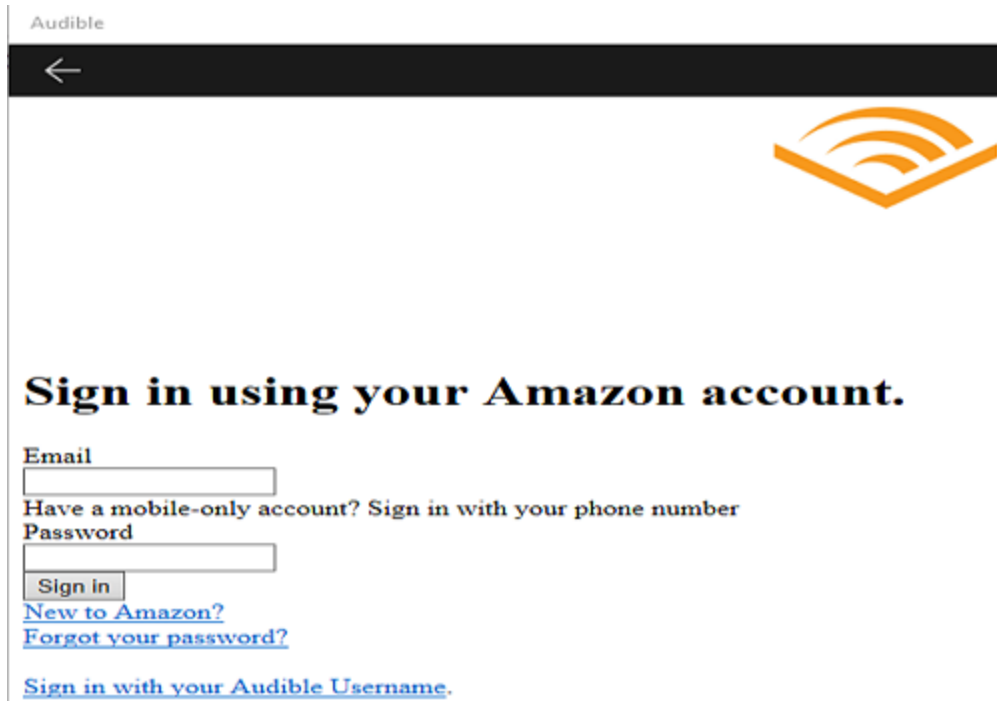 Audible
Sign in using your Amazon account.
Email
Have a mobile-only account? Sign in with your phone number
Password
Sign in
New to Amazon?
Forgot your password?
Sign in with your Audible Username.